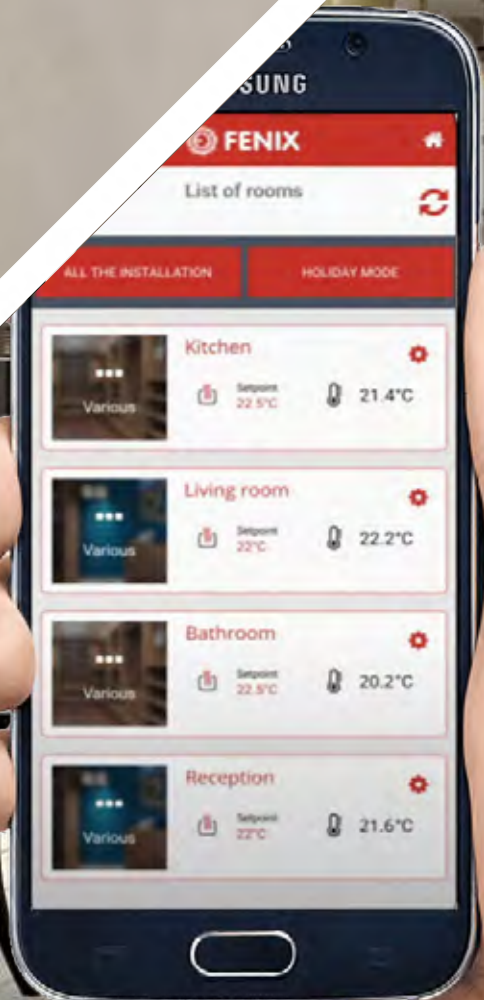 SUNG
FENIX
List of rooms
ALL THE INSTALLATION
HOLIDAY MODE
Kitchen
Various
Setpoint
22.5°C
21.4°C
Living room
Various
Setpoint
22°C
22.2°C
Bathroom
Various
Setpoint
22.5°C
20.2°C
Reception
Various
Setpoint
22°C
21.6°C